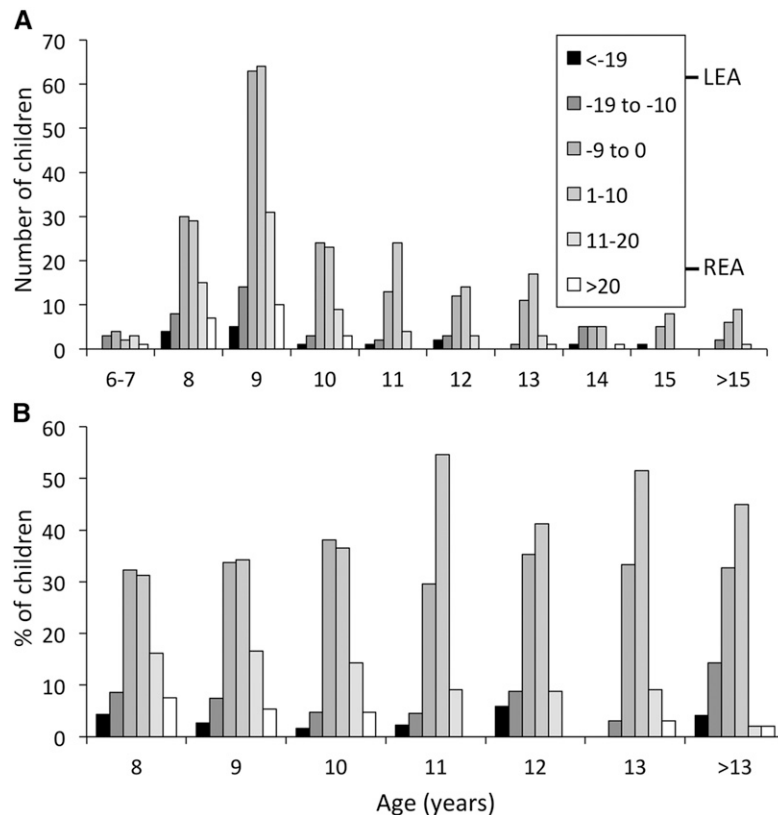 A
Number of children
70
60
50
40
30
20
10
0
<-19
-19 to -10
-9 to 0
1-10
11-20
>20
LEA
REA
6-7 8 9 10 11 12 13 14 15 >15
B
% of children
60
50
40
30
20
10
0
8 9 10 11 12 13 >13
Age (years)